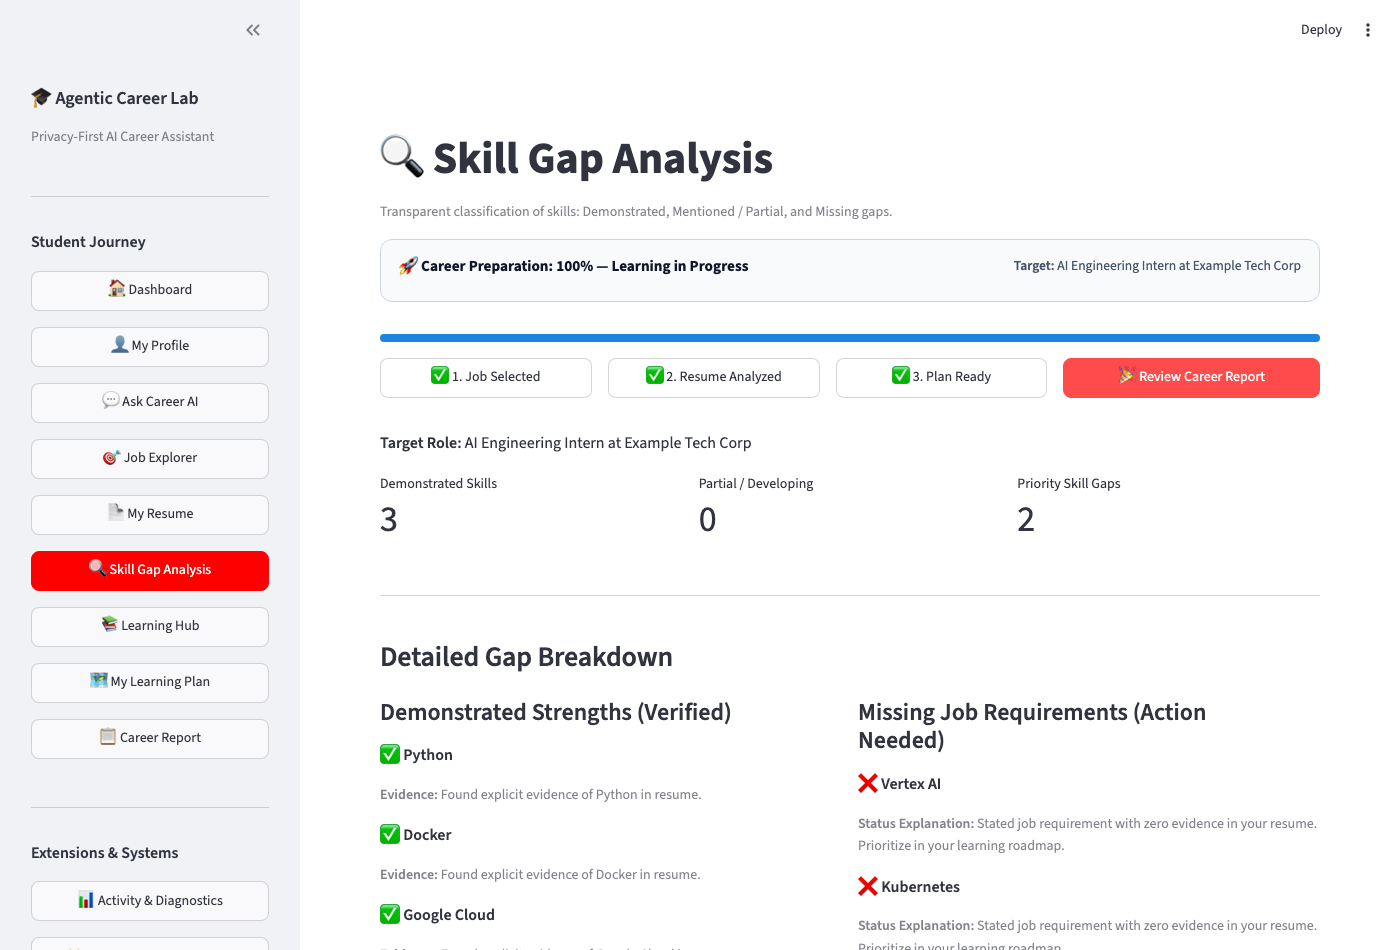 Deploy
Agentic Career Lab
Privacy-First AI Career Assistant
Student Journey
Dashboard
My Profile
Ask Career AI
Job Explorer
My Resume
Skill Gap Analysis
Learning Hub
My Learning Plan
Career Report
Extensions & Systems
Activity & Diagnostics
Skill Gap Analysis
Transparent classification of skills: Demonstrated, Mentioned / Partial, and Missing gaps.
Career Preparation: 100% — Learning in Progress
Target: AI Engineering Intern at Example Tech Corp
1. Job Selected
2. Resume Analyzed
3. Plan Ready
Review Career Report
Target Role: AI Engineering Intern at Example Tech Corp
Demonstrated Skills
3
Partial / Developing
0
Priority Skill Gaps
2
Detailed Gap Breakdown
Demonstrated Strengths (Verified)
Python
Evidence: Found explicit evidence of Python in resume.
Docker
Evidence: Found explicit evidence of Docker in resume.
Google Cloud
Missing Job Requirements (Action
Needed)
Vertex AI
Status Explanation: Stated job requirement with zero evidence in your resume.
Prioritize in your learning roadmap.
Kubernetes
Status Explanation: Stated job requirement with zero evidence in your resume.
Prioritize in your learning roadmap.